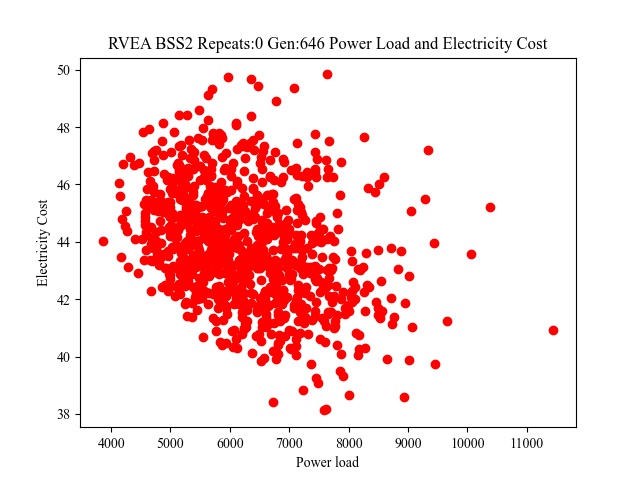 RVEA BSS2 Repeats:0 Gen:646 Power Load and Electricity Cost
50
48
46
44
42
40
38
Electricity Cost
4000 5000 6000 7000 8000 9000 10000 11000
Power load